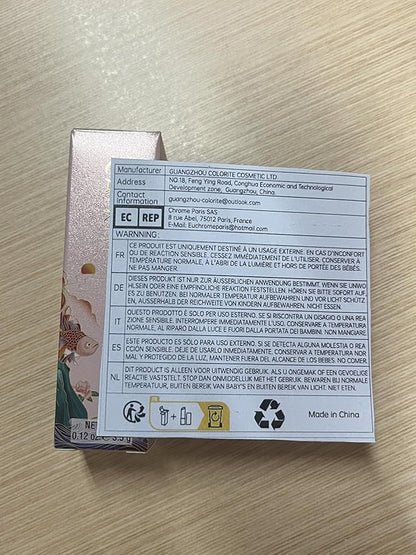 Manufacturer GUANGZHOU COLORITE COSMETIC LTD.
Address NO.18, Feng Ying Road, Conghua Economic and Technological
Development zone, Guangzhou, China.
Contact
information guangzhou-colorite@outlook.com
EC REP Chrome Paris SAS
8 rue Abel, 75012 Paris, France
E-Mail: Euchromeparis@hotmail.com
WARNNING:
FR CE PRODUIT EST UNIQUEMENT DESTINÉ À UN USAGE EXTERNE. EN CAS D'INCONFORT
OU DE RÉACTION SENSIBLE, CESSEZ IMMÉDIATEMENT DE L'UTILISER. CONSERVER À
TEMPÉRATURE NORMALE, À L'ABRI DE LA LUMIÈRE ET HORS DE PORTÉE DES BÉBÉS.
NE PAS MANGER.
DE DIESES PRODUKT IST NUR ZUR ÄUSSERLICHEN ANWENDUNG BESTIMMT. WENN SIE UNWO
HLSEIN ODER EINE EMPFINDLICHE REAKTION FESTSTELLEN, HÖREN SIE BITTE SOFORT AUF,
ES ZU BENUTZEN. BEI NORMALER TEMPERATUR AUFBEWAHREN UND VOR LICHT SCHÜTZ
EN, AUSSERHALB DER REICHWEITE VON KINDERN AUFBEWAHREN. NICHT ESSEN.
IT QUESTO PRODOTTO È SOLO PER USO ESTERNO. SE SI RISCONTRA UN DISAGIO O UNA REA
ZIONE SENSIBILE, INTERROMPERE IMMEDIATAMENTE L'USO. CONSERVARE A TEMPERATURA
NORMALE, AL RIPARO DALLA LUCE E FUORI DALLA PORTATA DEI BAMBINI. NON MANGIARE.
ES ESTE PRODUCTO ES SÓLO PARA USO EXTERNO. SI SE DETECTA ALGUNA MOLESTIA O REA
CCIÓN SENSIBLE, DEJE DE USARLO INMEDIATAMENTE. CONSERVAR A TEMPERATURA NOR
MAL Y PROTEGIDO DE LA LUZ, MANTENER FUERA DEL ALCANCE DE LOS BEBES. NO COMER.
NL DIT PRODUCT IS ALLEEN VOOR UITWENDIG GEBRUIK. ALS U ONGEMAK OF EEN GEVOELIGE
REACTIE VASTSTELT, STOP DAN ONMIDDELLIJK MET HET GEBRUIK. BEWAREN BIJ NORMALE
TEMPERATUUR, BUITEN BEREIK VAN BABY'S EN BUITEN BEREIK VAN LICHT. NIET ETEN.
Made in China
NE
0.12 oz. 3.5 g